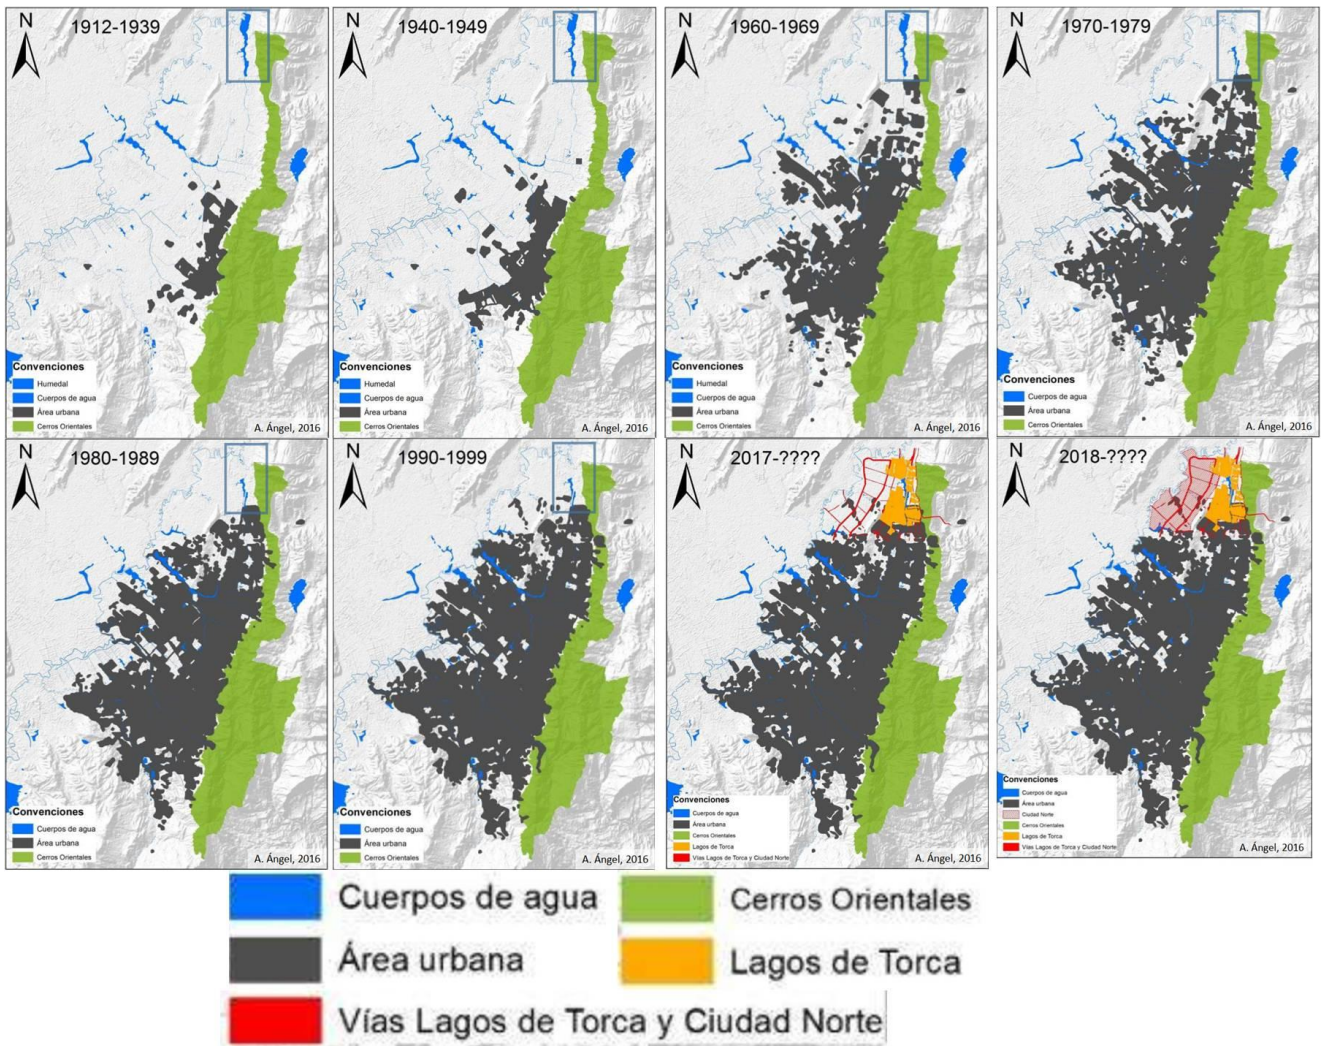 N
1912-1939
Convenciones
Humedal
Cuerpos de agua
Área urbana
Cerros Orientales
A. Ángel, 2016
N
1940-1949
Convenciones
Humedal
Cuerpos de agua
Área urbana
Cerros Orientales
A. Ángel, 2016
N
1960-1969
Convenciones
Humedal
Cuerpos de agua
Área urbana
Cerros Orientales
A. Ángel, 2016
N
1970-1979
Convenciones
Cuerpos de agua
Área urbana
Cerros Orientales
A. Ángel, 2016
N
1980-1989
Convenciones
Cuerpos de agua
Área urbana
Cerros Orientales
A. Ángel, 2016
N
1990-1999
Convenciones
Cuerpos de agua
Área urbana
Cerros Orientales
A. Ángel, 2016
N
2017-????
Convenciones
Cuerpos de agua
Área urbana
Cerros Orientales
Lagos de Torca
Vías Lagos de Torca y Ciudad Norte
A. Ángel, 2016
N
2018-????
Convenciones
Cuerpos de agua
Área urbana
Ciudad Norte
Cerros Orientales
Lagos de Torca
Vías Lagos de Torca y Ciudad Norte
A. Ángel, 2016
Cuerpos de agua
Cerros Orientales
Área urbana
Lagos de Torca
Vías Lagos de Torca y Ciudad Norte